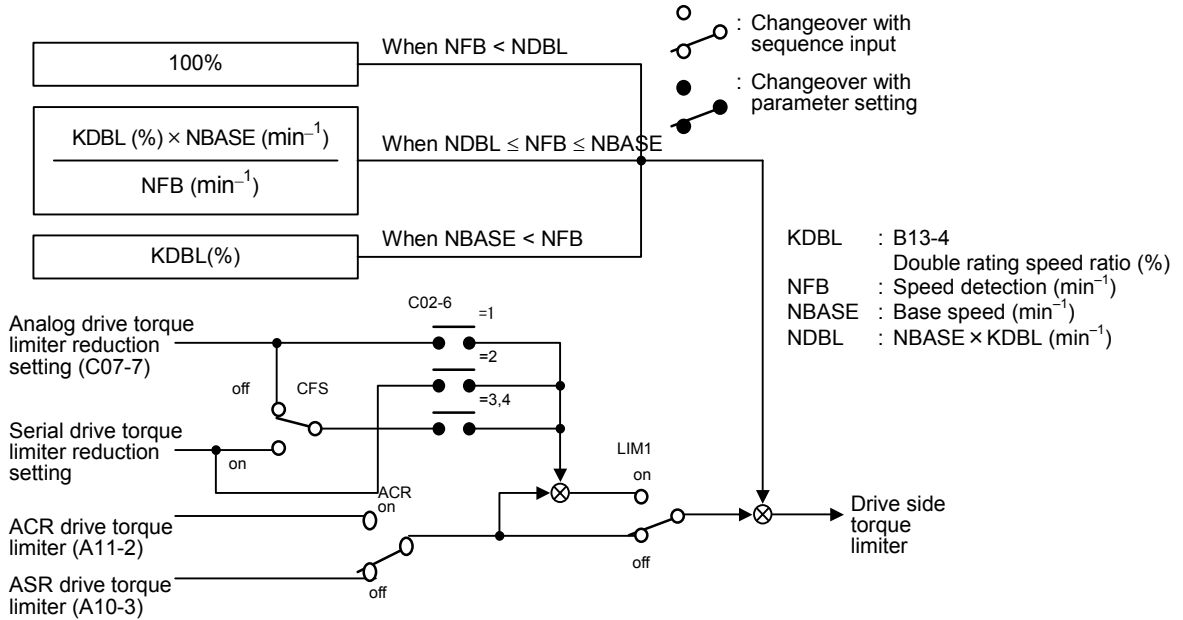 When NFB < NDBL
100%
: Changeover with
sequence input
: Changeover with
parameter setting
KDBL (%) × NBASE (min⁻¹)
NFB (min⁻¹)
When NDBL ≤ NFB ≤ NBASE
When NBASE < NFB
KDBL(%)
KDBL : B13-4
Double rating speed ratio (%)
NFB : Speed detection (min⁻¹)
NBASE : Base speed (min⁻¹)
NDBL : NBASE × KDBL (min⁻¹)
C02-6
=1
Analog drive torque
limiter reduction
setting (C07-7)
=2
off
CFS
=3,4
Serial drive torque
limiter reduction
setting
on
LIM1
on
ACR
on
ACR drive torque
limiter (A11-2)
off
Drive side
torque
limiter
ASR drive torque
limiter (A10-3)
off